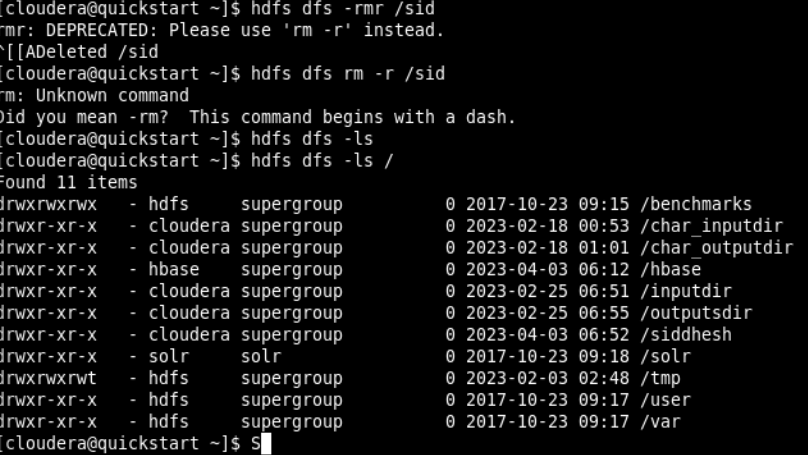 [cloudera@quickstart ~]$ hdfs dfs -rmr /sid
rmr: DEPRECATED: Please use 'rm -r' instead.
^[[ADeleted /sid
[cloudera@quickstart ~]$ hdfs dfs rm -r /sid
rm: Unknown command
Did you mean -rm?  This command begins with a dash.
[cloudera@quickstart ~]$ hdfs dfs -ls
[cloudera@quickstart ~]$ hdfs dfs -ls /
Found 11 items
drwxrwxrwx   - hdfs     supergroup          0 2017-10-23 09:15 /benchmarks
drwxr-xr-x   - cloudera supergroup          0 2023-02-18 00:53 /char_inputdir
drwxr-xr-x   - cloudera supergroup          0 2023-02-18 01:01 /char_outputdir
drwxr-xr-x   - hbase    supergroup          0 2023-04-03 06:12 /hbase
drwxr-xr-x   - cloudera supergroup          0 2023-02-25 06:51 /inputdir
drwxr-xr-x   - cloudera supergroup          0 2023-02-25 06:55 /outputsdir
drwxr-xr-x   - cloudera supergroup          0 2023-04-03 06:52 /siddhesh
drwxr-xr-x   - solr     solr                0 2017-10-23 09:18 /solr
drwxrwxrwt   - hdfs     supergroup          0 2023-02-03 02:48 /tmp
drwxr-xr-x   - hdfs     supergroup          0 2017-10-23 09:17 /user
drwxr-xr-x   - hdfs     supergroup          0 2017-10-23 09:17 /var
[cloudera@quickstart ~]$ S